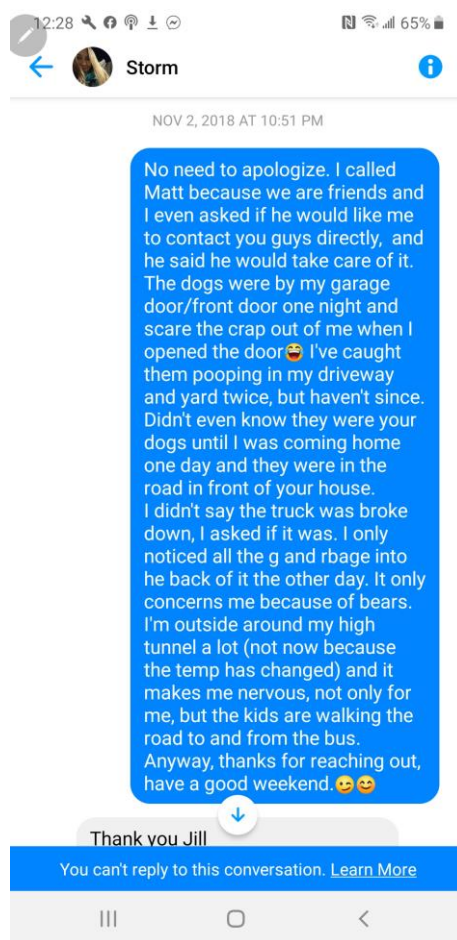 12:28
65%
Storm
NOV 2, 2018 AT 10:51 PM
No need to apologize. I called
Matt because we are friends and
I even asked if he would like me
to contact you guys directly,  and
he said he would take care of it.
The dogs were by my garage
door/front door one night and
scare the crap out of me when I
opened the door😅 I've caught
them pooping in my driveway
and yard twice, but haven't since.
Didn't even know they were your
dogs until I was coming home
one day and they were in the
road in front of your house.
I didn't say the truck was broke
down, I asked if it was. I only
noticed all the g and rbage into
he back of it the other day. It only
concerns me because of bears.
I'm outside around my high
tunnel a lot (not now because
the temp has changed) and it
makes me nervous, not only for
me, but the kids are walking the
road to and from the bus.
Anyway, thanks for reaching out,
have a good weekend.😉😊
Thank you Jill
You can't reply to this conversation. Learn More